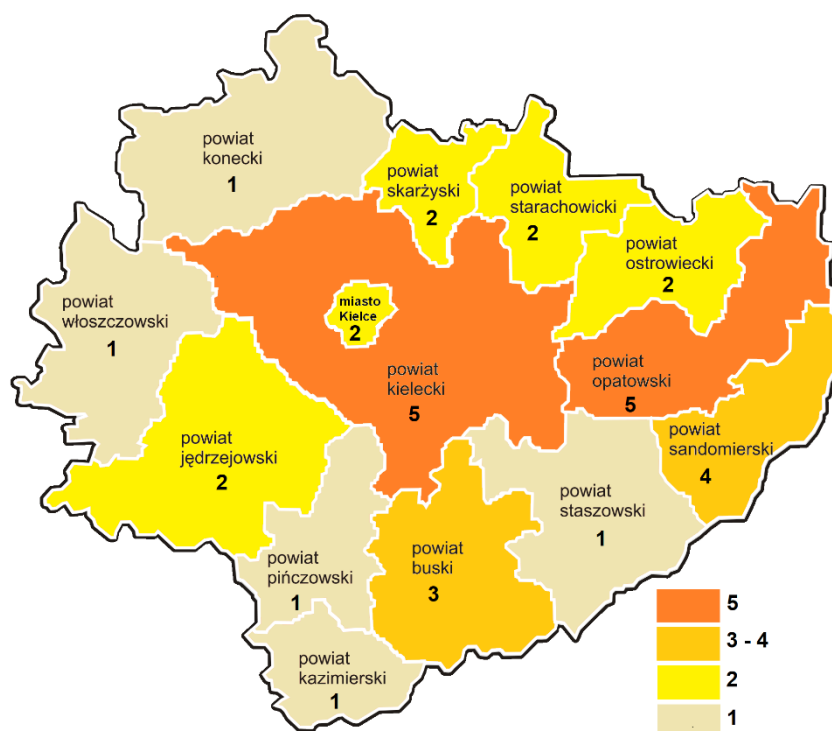 powiat
konecki
1
powiat
skarżyski
2
powiat
starachowicki
2
powiat
ostrowiecki
2
powiat
włoszczowski
1
miasto
Kielce
2
powiat
kielecki
5
powiat
opatowski
5
powiat
sandomierski
4
powiat
jędrzejowski
2
powiat
staszowski
1
powiat
pińczowski
1
powiat
buski
3
powiat
kazimierski
1
5
3 - 4
2
1